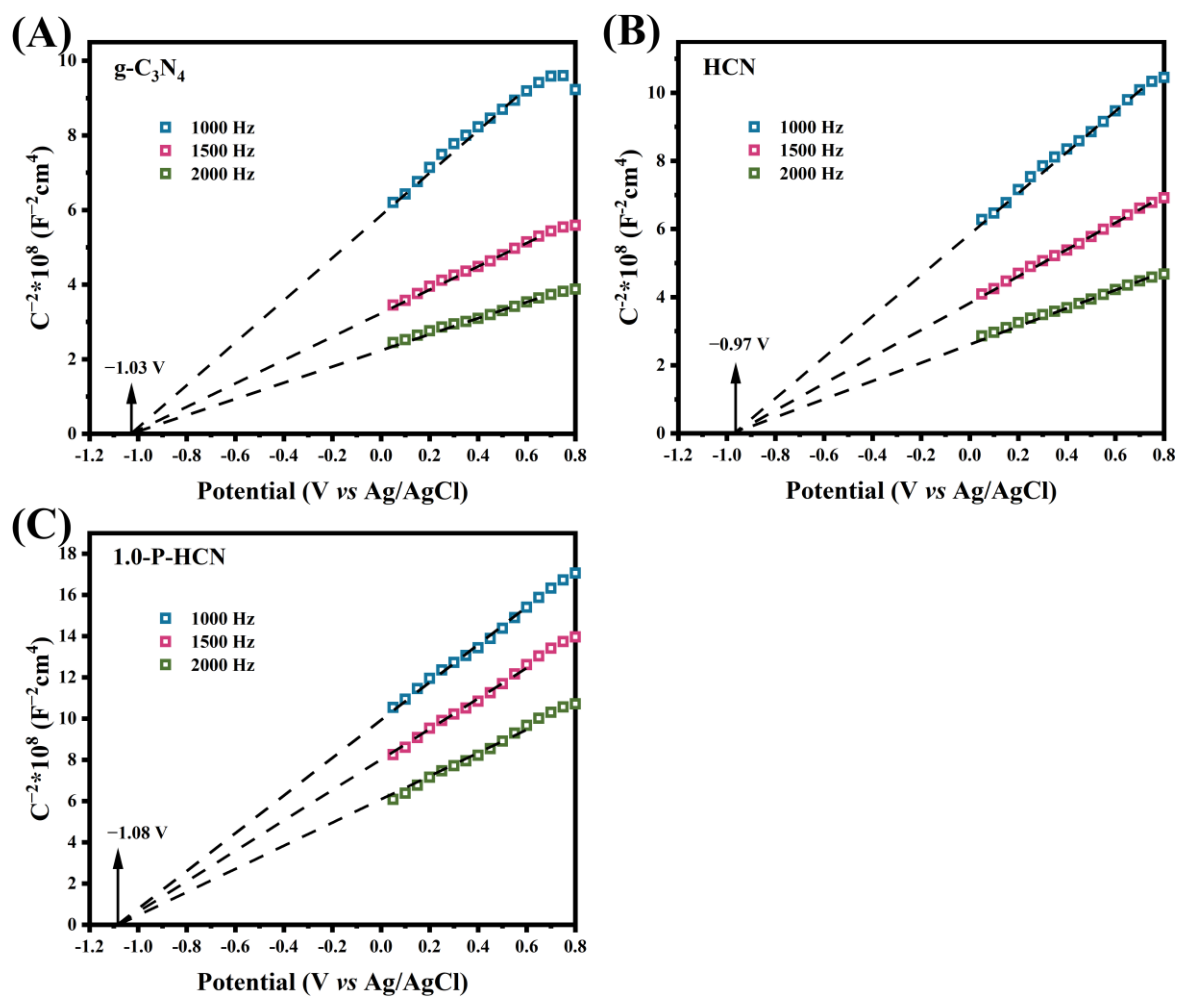 (A)
g-C₃N₄
1000 Hz
1500 Hz
2000 Hz
−1.03 V
10
8
6
4
2
0
-1.2 -1.0 -0.8 -0.6 -0.4 -0.2 0.0 0.2 0.4 0.6 0.8
C⁻²*10⁸ (F⁻²cm⁴)
Potential (V vs Ag/AgCl)
(B)
HCN
1000 Hz
1500 Hz
2000 Hz
−0.97 V
10
8
6
4
2
0
-1.2 -1.0 -0.8 -0.6 -0.4 -0.2 0.0 0.2 0.4 0.6 0.8
C⁻²*10⁸ (F⁻²cm⁴)
Potential (V vs Ag/AgCl)
(C)
1.0-P-HCN
1000 Hz
1500 Hz
2000 Hz
−1.08 V
18
16
14
12
10
8
6
4
2
0
-1.2 -1.0 -0.8 -0.6 -0.4 -0.2 0.0 0.2 0.4 0.6 0.8
C⁻²*10⁸ (F⁻²cm⁴)
Potential (V vs Ag/AgCl)